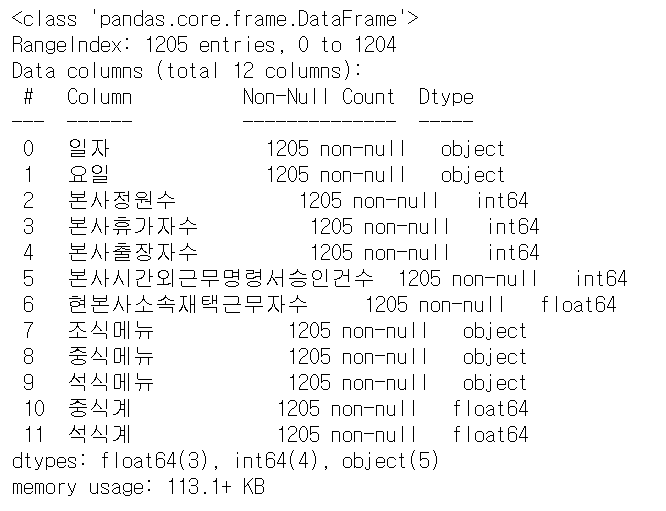 <class 'pandas.core.frame.DataFrame'>
RangeIndex: 1205 entries, 0 to 1204
Data columns (total 12 columns):
 #   Column              Non-Null Count  Dtype
---  ------              --------------  -----
 0   일자                  1205 non-null   object
 1   요일                  1205 non-null   object
 2   본사정원수               1205 non-null   int64
 3   본사휴가자수              1205 non-null   int64
 4   본사출장자수              1205 non-null   int64
 5   본사시간외근무명령서승인건수  1205 non-null   int64
 6   현본사소속재택근무자수      1205 non-null   float64
 7   조식메뉴                1205 non-null   object
 8   중식메뉴                1205 non-null   object
 9   석식메뉴                1205 non-null   object
 10  중식계                 1205 non-null   float64
 11  석식계                 1205 non-null   float64
dtypes: float64(3), int64(4), object(5)
memory usage: 113.1+ KB